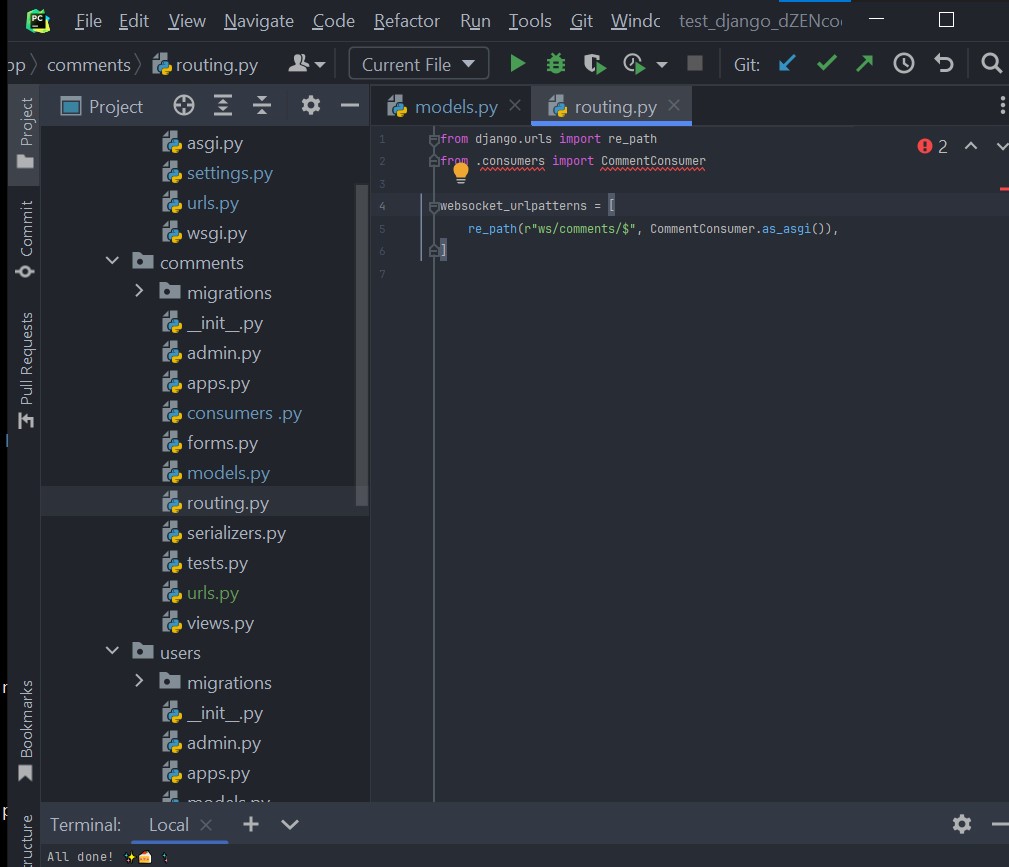 PC
File Edit View Navigate Code Refactor Run Tools Git Windc test_django_dZENcod
op comments routing.py Current File Git:
Project
Project
models.py
routing.py
asgi.py
settings.py
urls.py
wsgi.py
comments
migrations
__init__.py
admin.py
apps.py
consumers .py
forms.py
models.py
routing.py
serializers.py
tests.py
urls.py
views.py
users
migrations
__init__.py
admin.py
apps.py
models.py
Commit
Pull Requests
Bookmarks
ructure
1 from django.urls import re_path
2 from .consumers import CommentConsumer
3
4 websocket_urlpatterns = [
5 re_path(r"ws/comments/$", CommentConsumer.as_asgi()),
6 ]
7
2
Terminal: Local
All done! ✨ 🍰 ✨